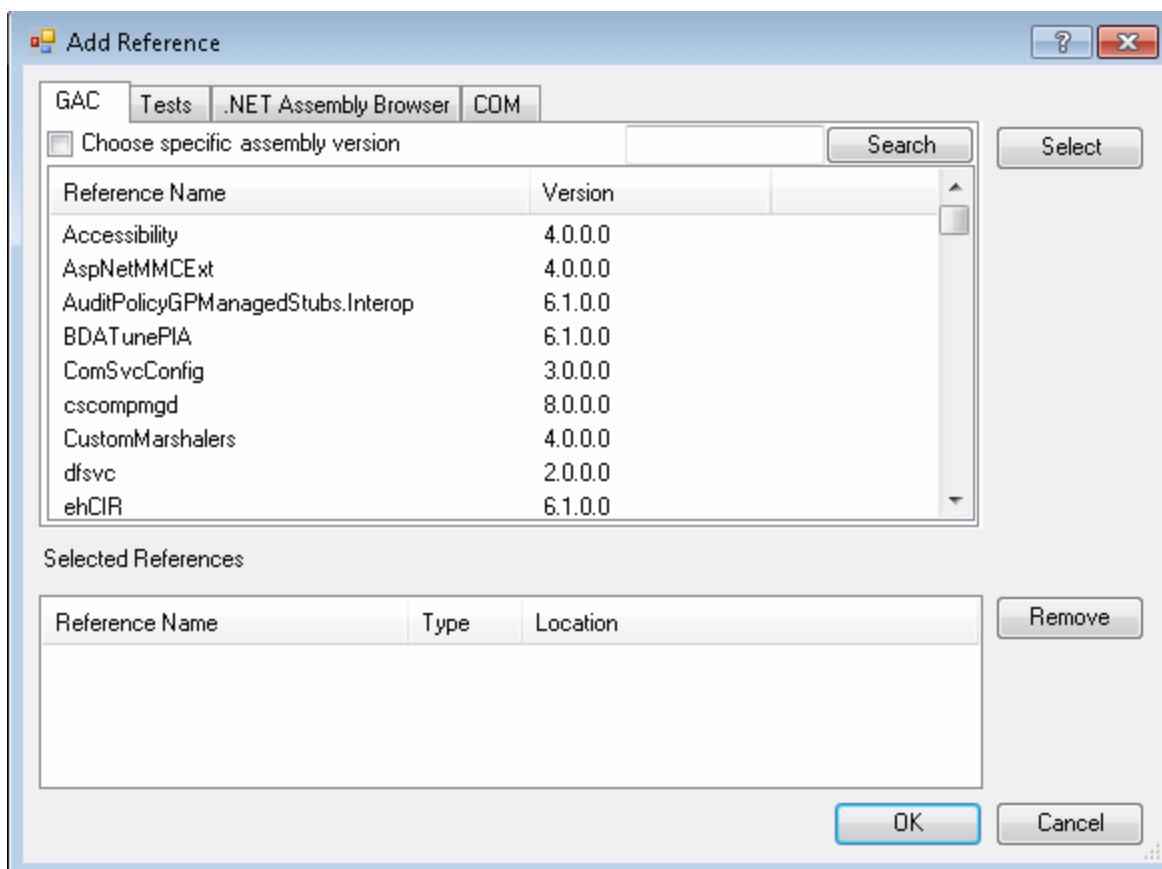 Add Reference
GAC Tests .NET Assembly Browser COM
Choose specific assembly version Search Select
Reference Name Version
Accessibility 4.0.0.0
AspNetMMCExt 4.0.0.0
AuditPolicyGPManagedStubs.Interop 6.1.0.0
BDATunePIA 6.1.0.0
ComSvcConfig 3.0.0.0
cscompmgd 8.0.0.0
CustomMarshalers 4.0.0.0
dfsvc 2.0.0.0
ehCIR 6.1.0.0
Selected References
Reference Name Type Location Remove
OK Cancel